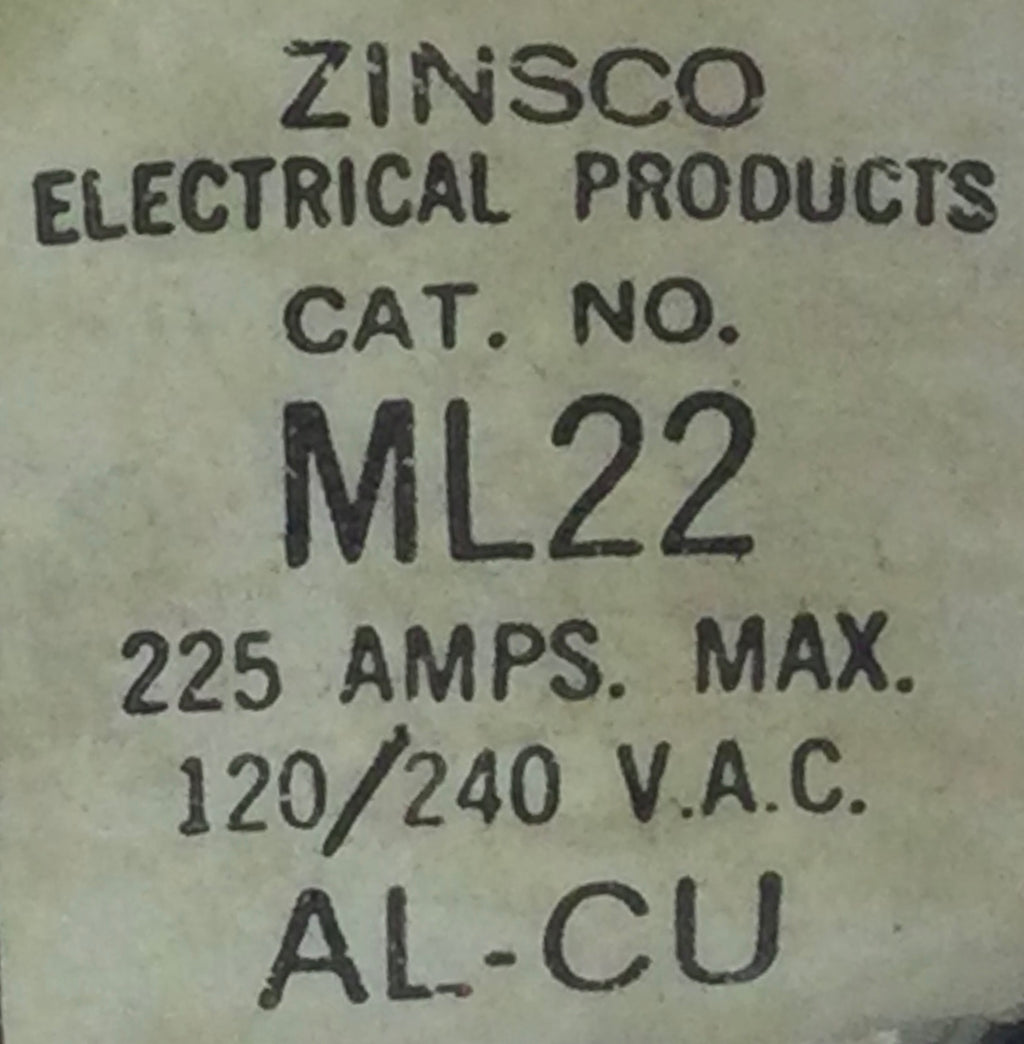 ZINSCO
ELECTRICAL PRODUCTS
CAT. NO.
ML22
225 AMPS. MAX.
120/240 V.A.C.
AL-CU